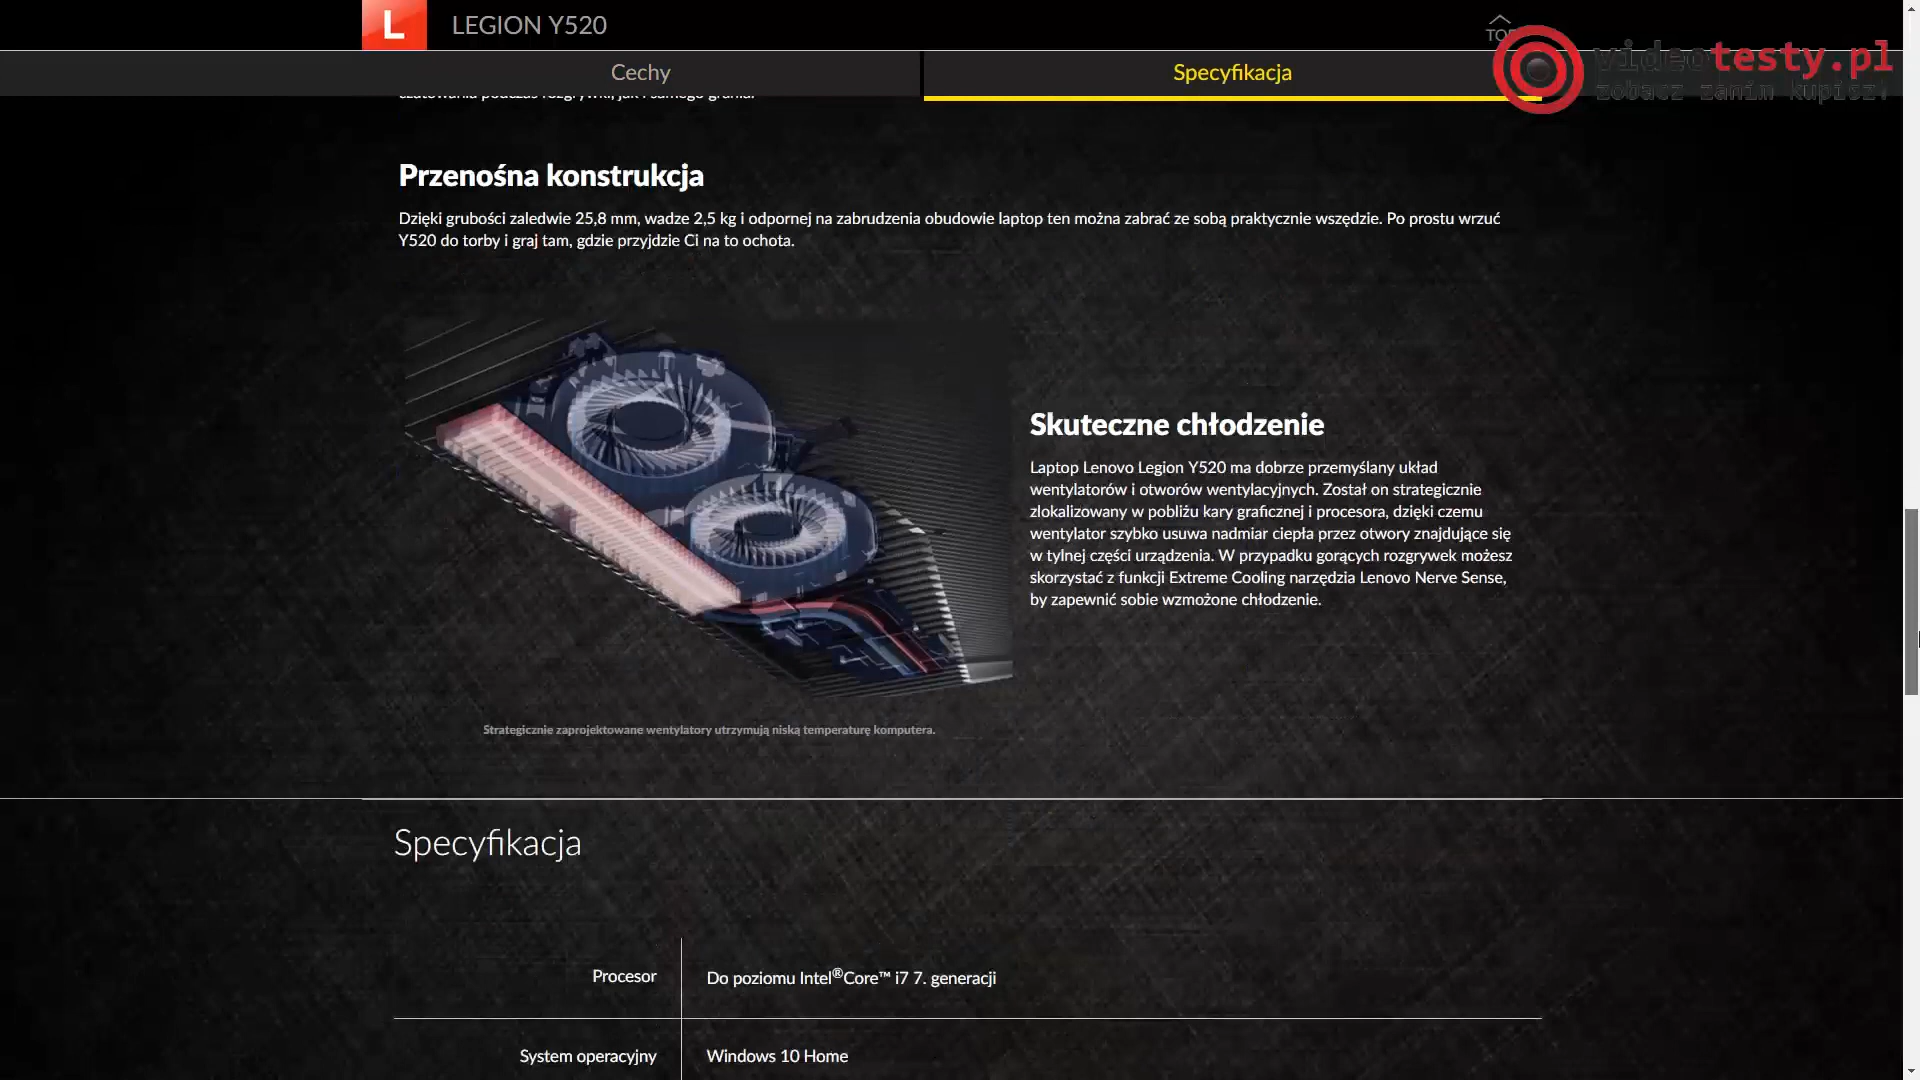 L
LEGION Y520
TOP
videotesty.pl
zobacz zanim kupisz!
Cechy
Specyfikacja
Przenośna konstrukcja
Dzięki grubości zaledwie 25,8 mm, wadze 2,5 kg i odpornej na zabrudzenia obudowie laptop ten można zabrać ze sobą praktycznie wszędzie. Po prostu wrzuć
Y520 do torby i graj tam, gdzie przyjdzie Ci na to ochota.
Skuteczne chłodzenie
Laptop Lenovo Legion Y520 ma dobrze przemyślany układ
wentylatorów i otworów wentylacyjnych. Został on strategicznie
zlokalizowany w pobliżu kary graficznej i procesora, dzięki czemu
wentylator szybko usuwa nadmiar ciepła przez otwory znajdujące się
w tylnej części urządzenia. W przypadku gorących rozgrywek możesz
skorzystać z funkcji Extreme Cooling narzędzia Lenovo Nerve Sense,
by zapewnić sobie wzmożone chłodzenie.
Strategicznie zaprojektowane wentylatory utrzymują niską temperaturę komputera.
Specyfikacja
Procesor
Do poziomu Intel®Core™ i7 7. generacji
System operacyjny
Windows 10 Home